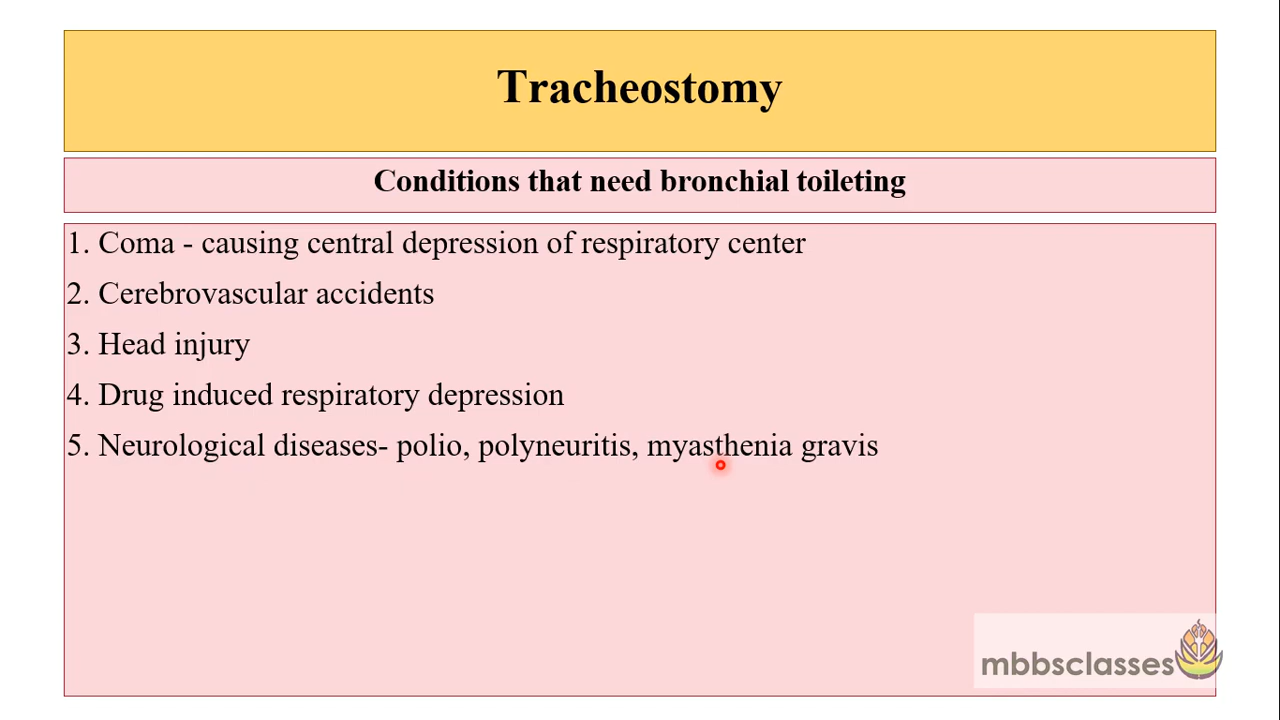 Tracheostomy
Conditions that need bronchial toileting
1. Coma - causing central depression of respiratory center
2. Cerebrovascular accidents
3. Head injury
4. Drug induced respiratory depression
5. Neurological diseases- polio, polyneuritis, myasthenia gravis
mbbsclasses